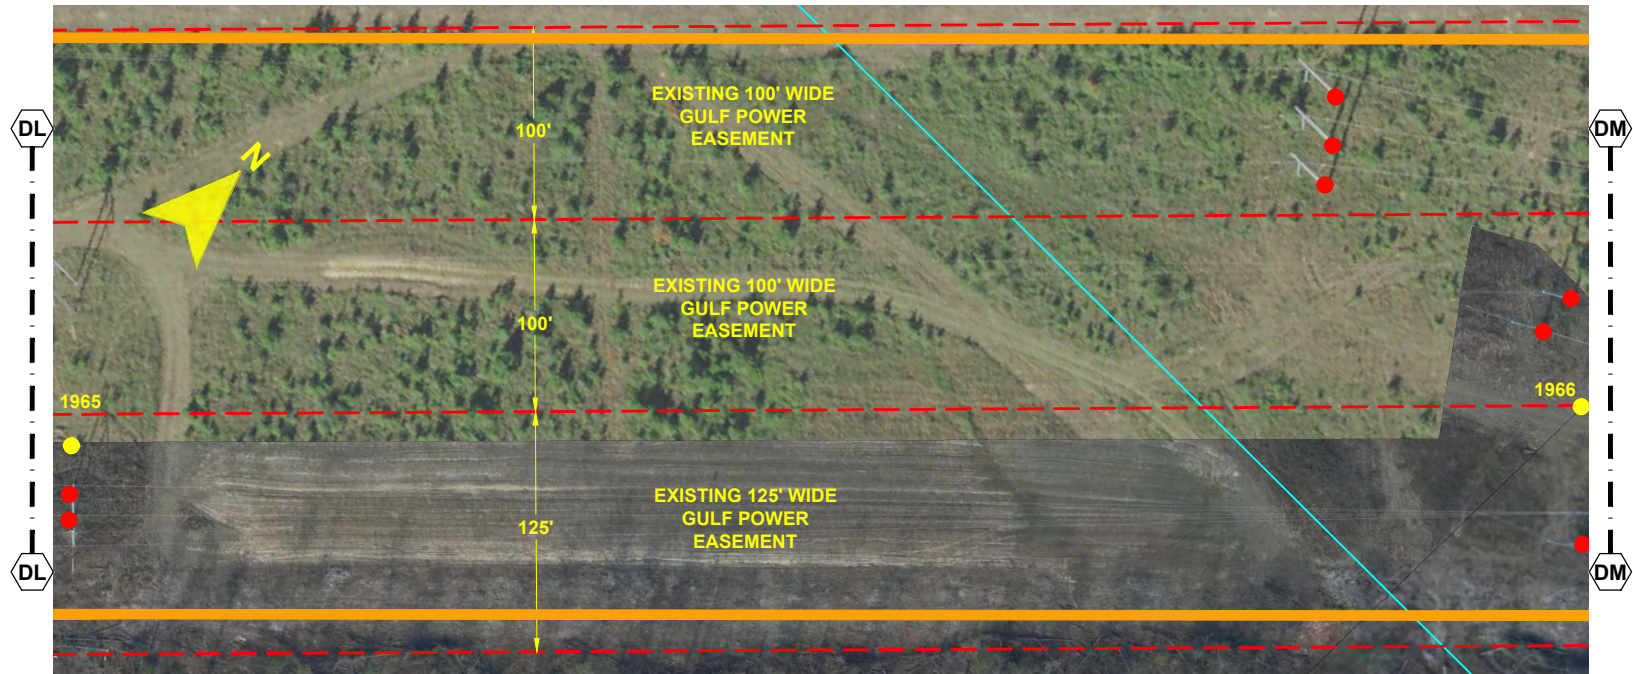 EXISTING 100' WIDE
GULF POWER
EASEMENT
100'
DL
DM
N
EXISTING 100' WIDE
GULF POWER
EASEMENT
100'
1965
1966
EXISTING 125' WIDE
GULF POWER
EASEMENT
125'
DL
DM